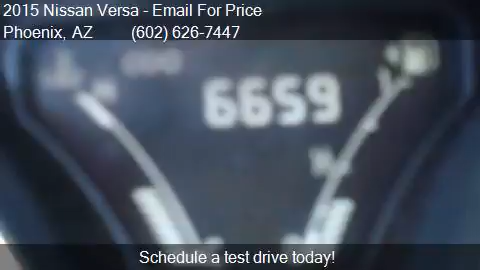 2015 Nissan Versa - Email For Price
Phoenix, AZ (602) 626-7447
6659
Schedule a test drive today!